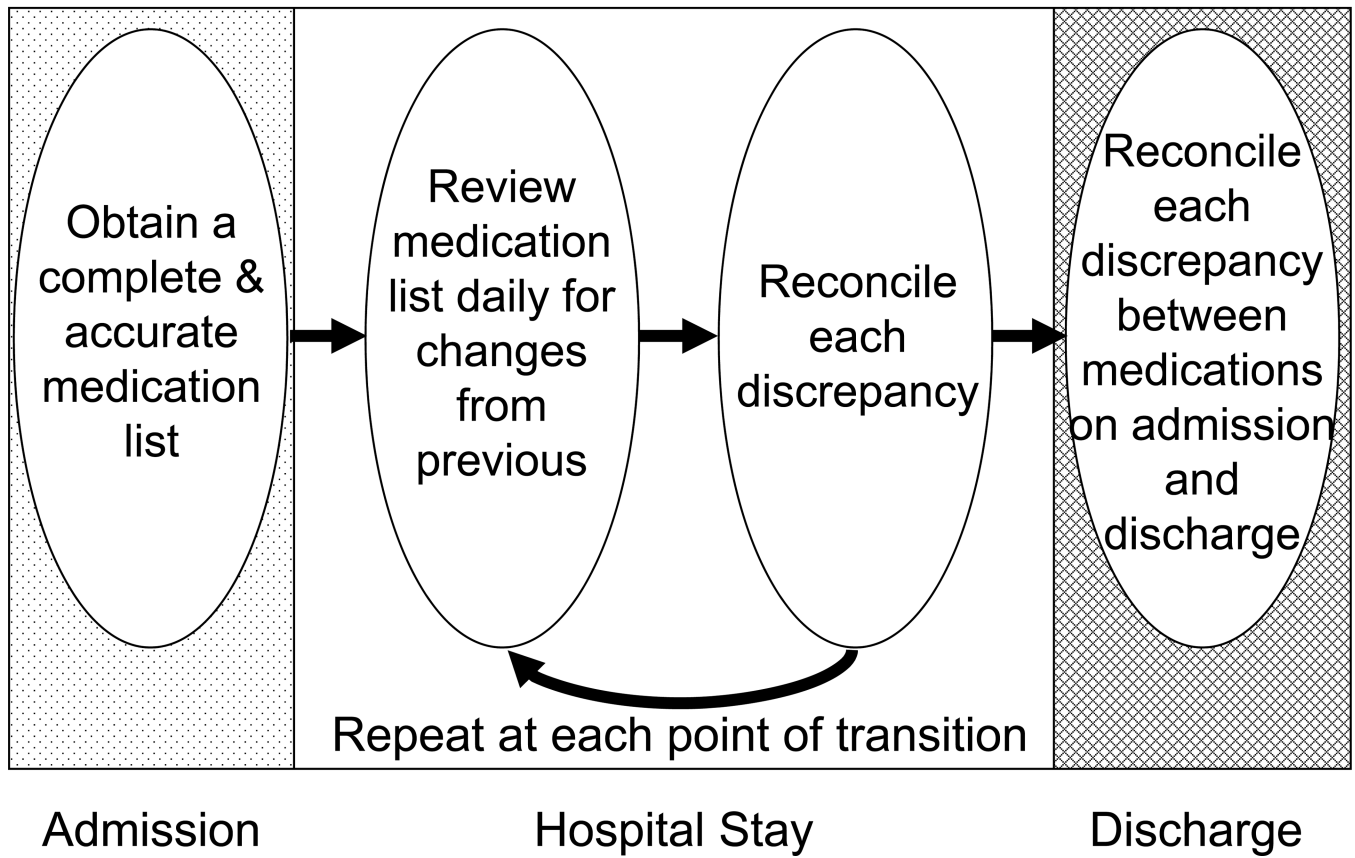 Obtain a
complete &
accurate
medication
list
Review
medication
list daily for
changes
from
previous
Reconcile
each
discrepancy
Reconcile
each
discrepancy
between
medications
on admission
and
discharge
Repeat at each point of transition
Admission
Hospital Stay
Discharge